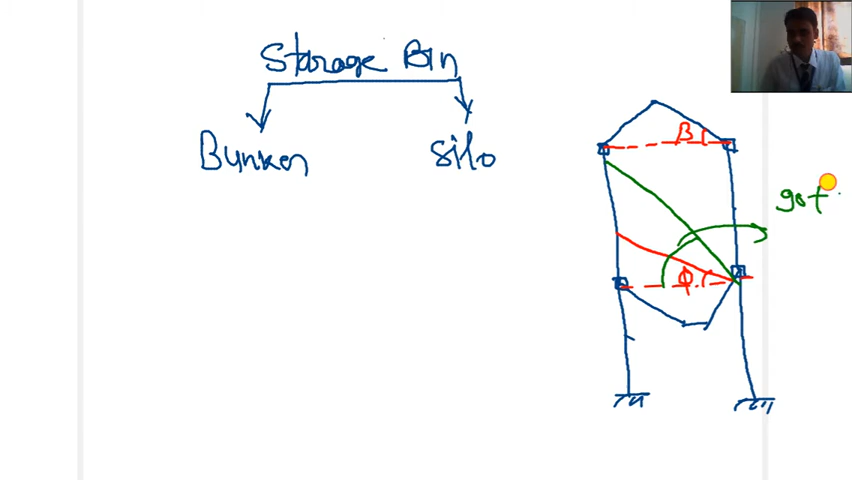 Storage Bin
Bunker
silo
β
φ
90+